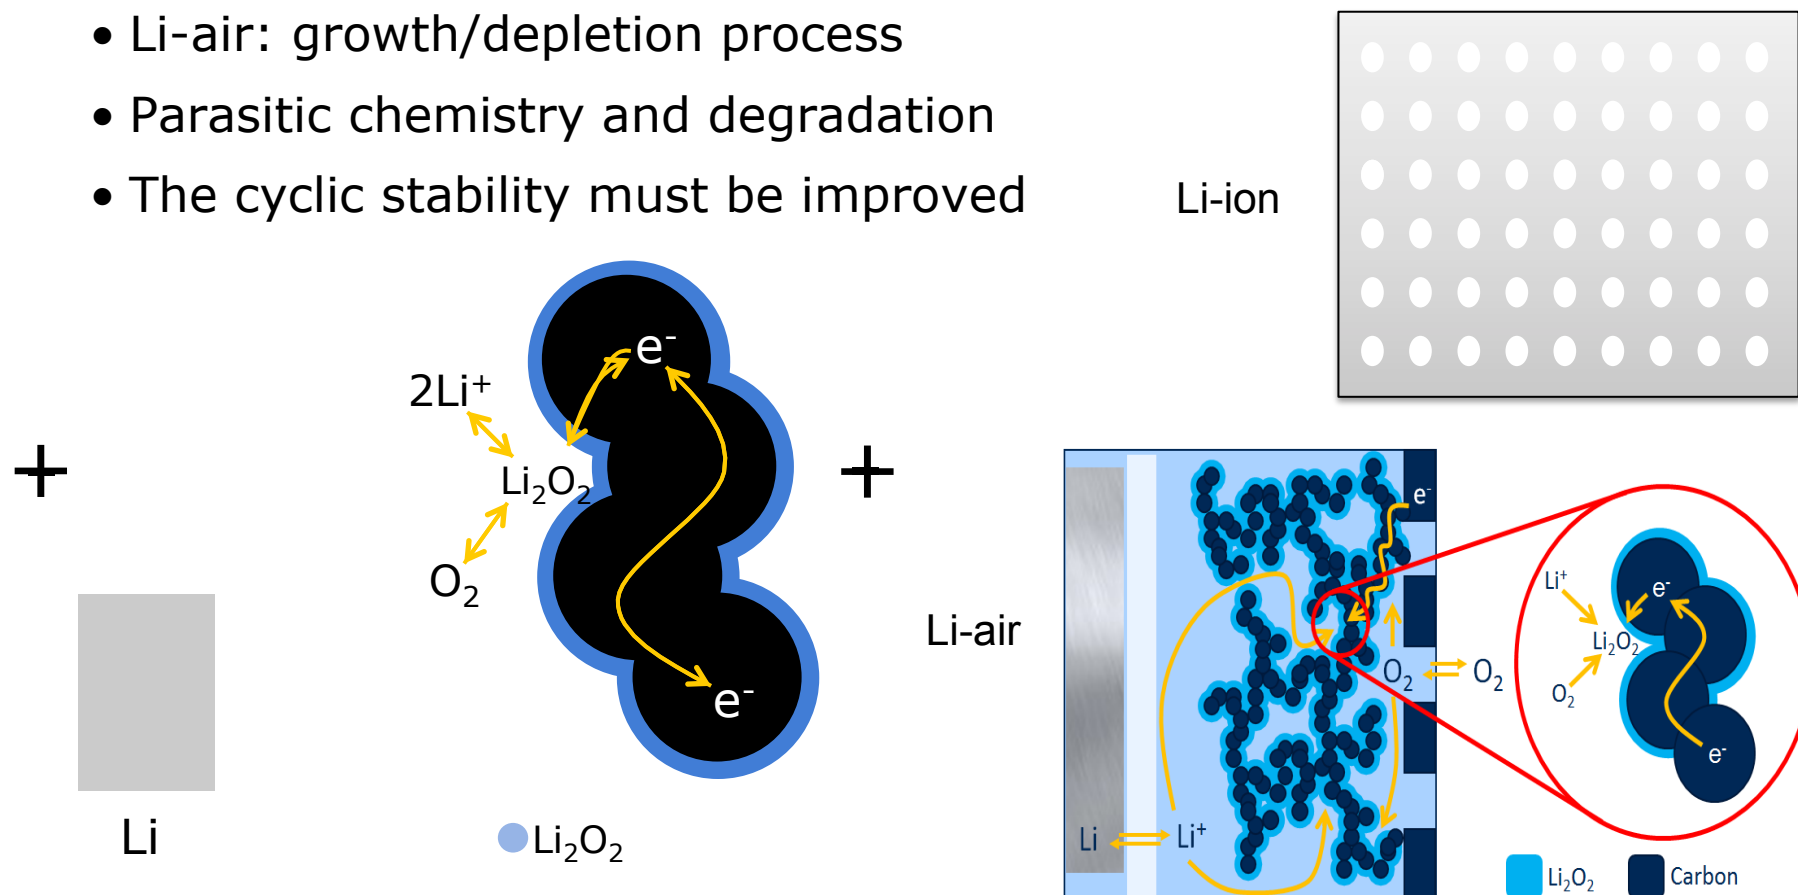 • Li-air: growth/depletion process
• Parasitic chemistry and degradation
• The cyclic stability must be improved
Li-ion
e⁻
2Li⁺
+
Li₂O₂
+
O₂
e⁻
Li
Li₂O₂
Li-air
e⁻
O₂
O₂
Li
Li⁺
Li⁺
e⁻
Li₂O₂
O₂
e⁻
Li₂O₂
Carbon